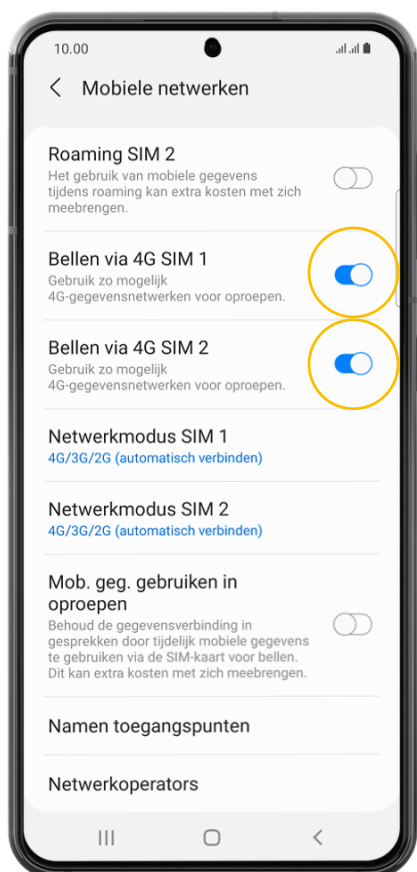 10.00
Mobiele netwerken
Roaming SIM 2
Het gebruik van mobiele gegevens
tijdens roaming kan extra kosten met zich
meebrengen.
Bellen via 4G SIM 1
Gebruik zo mogelijk
4G-gegevensnetwerken voor oproepen.
Bellen via 4G SIM 2
Gebruik zo mogelijk
4G-gegevensnetwerken voor oproepen.
Netwerkmodus SIM 1
4G/3G/2G (automatisch verbinden)
Netwerkmodus SIM 2
4G/3G/2G (automatisch verbinden)
Mob. geg. gebruiken in
oproepen
Behoud de gegevensverbinding in
gesprekken door tijdelijk mobiele gegevens
te gebruiken via de SIM-kaart voor bellen.
Dit kan extra kosten met zich meebrengen.
Namen toegangspunten
Netwerkoperators